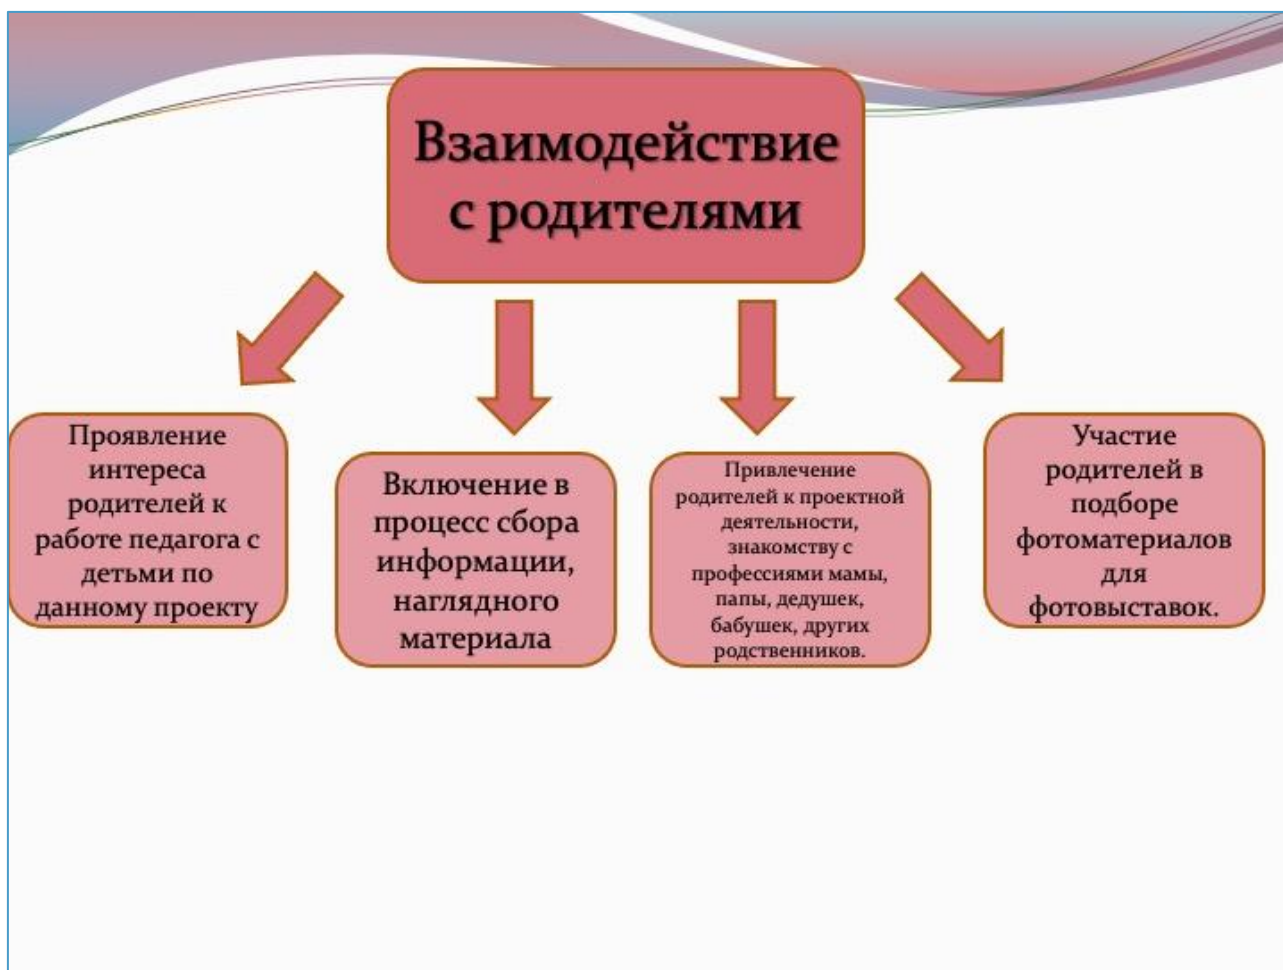 Взаимодействие
с родителями
Проявление
интереса
родителей к
работе педагога с
детьми по
данному проекту
Включение в
процесс сбора
информации,
наглядного
материала
Привлечение
родителей к проектной
деятельности,
знакомству с
профессиями мамы,
папы, дедушек,
бабушек, других
родственников.
Участие
родителей в
подборе
фотоматериалов
для
фотовыставок.